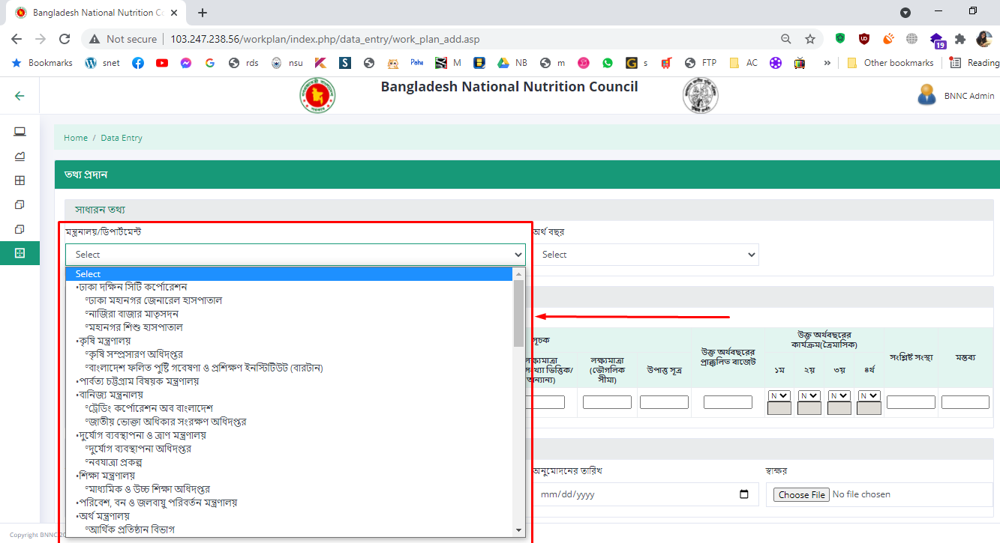 Bangladesh National Nutrition Co
Not secure
103.247.238.56/workplan/index.php/data_entry/work_plan_add.asp
19
Bookmarks
snet
rds
nsu
Pahe
M
NB
m
s
FTP
AC
»
Other bookmarks
Reading
Bangladesh National Nutrition Council
BNNC Admin
Home / Data Entry
তথ্য প্রদান
সাধারন তথ্য
মন্ত্রনালয়/ডিপার্টমেন্ট
অর্থ বছর
Select
Select
Select
•ঢাকা দক্ষিন সিটি কর্পোরেশন
°ঢাকা মহানগর জেনারেল হাসপাতাল
°নাজিরা বাজার মাতৃসদন
°মহানগর শিশু হাসপাতাল
•কৃষি মন্ত্রণালয়
°কৃষি সম্প্রসারণ অধিদপ্তর
°বাংলাদেশ ফলিত পুষ্টি গবেষণা ও প্রশিক্ষণ ইনস্টিটিউট (বারটান)
•পার্বত্য চট্টগ্রাম বিষয়ক মন্ত্রণালয়
•বানিজ্য মন্ত্রনালয়
°ট্রেডিং কর্পোরেশন অব বাংলাদেশ
°জাতীয় ভোক্তা অধিকার সংরক্ষণ অধিদপ্তর
•দুর্যোগ ব্যবস্থাপনা ও ত্রাণ মন্ত্রণালয়
°দুর্যোগ ব্যবস্থাপনা অধিদপ্তর
°নবযাত্রা প্রকল্প
•শিক্ষা মন্ত্রণালয়
°মাধ্যমিক ও উচ্চ শিক্ষা অধিদপ্তর
•পরিবেশ, বন ও জলবায়ু পরিবর্তন মন্ত্রণালয়
•অর্থ মন্ত্রণালয়
°আর্থিক প্রতিষ্ঠান বিভাগ
সূচক
লক্ষ্যমাত্রা
ভিত্তিক/
অন্যান্য)
লক্ষ্যমাত্রা
(ভৌগলিক
সীমা)
উপাত্ত সূত্র
উক্ত অর্থবছরের
প্রাক্কলিত বাজেট
উক্ত অর্থবছরের
কার্যক্রম(ত্রৈমাসিক)
১ম ২য় ৩য় ৪র্থ
সংশ্লিষ্ট সংস্থা
মন্তব্য
N N N N
অনুমোদনের তারিখ
স্বাক্ষর
mm/dd/yyyy
Choose File No file chosen
Copyright BNNC 20